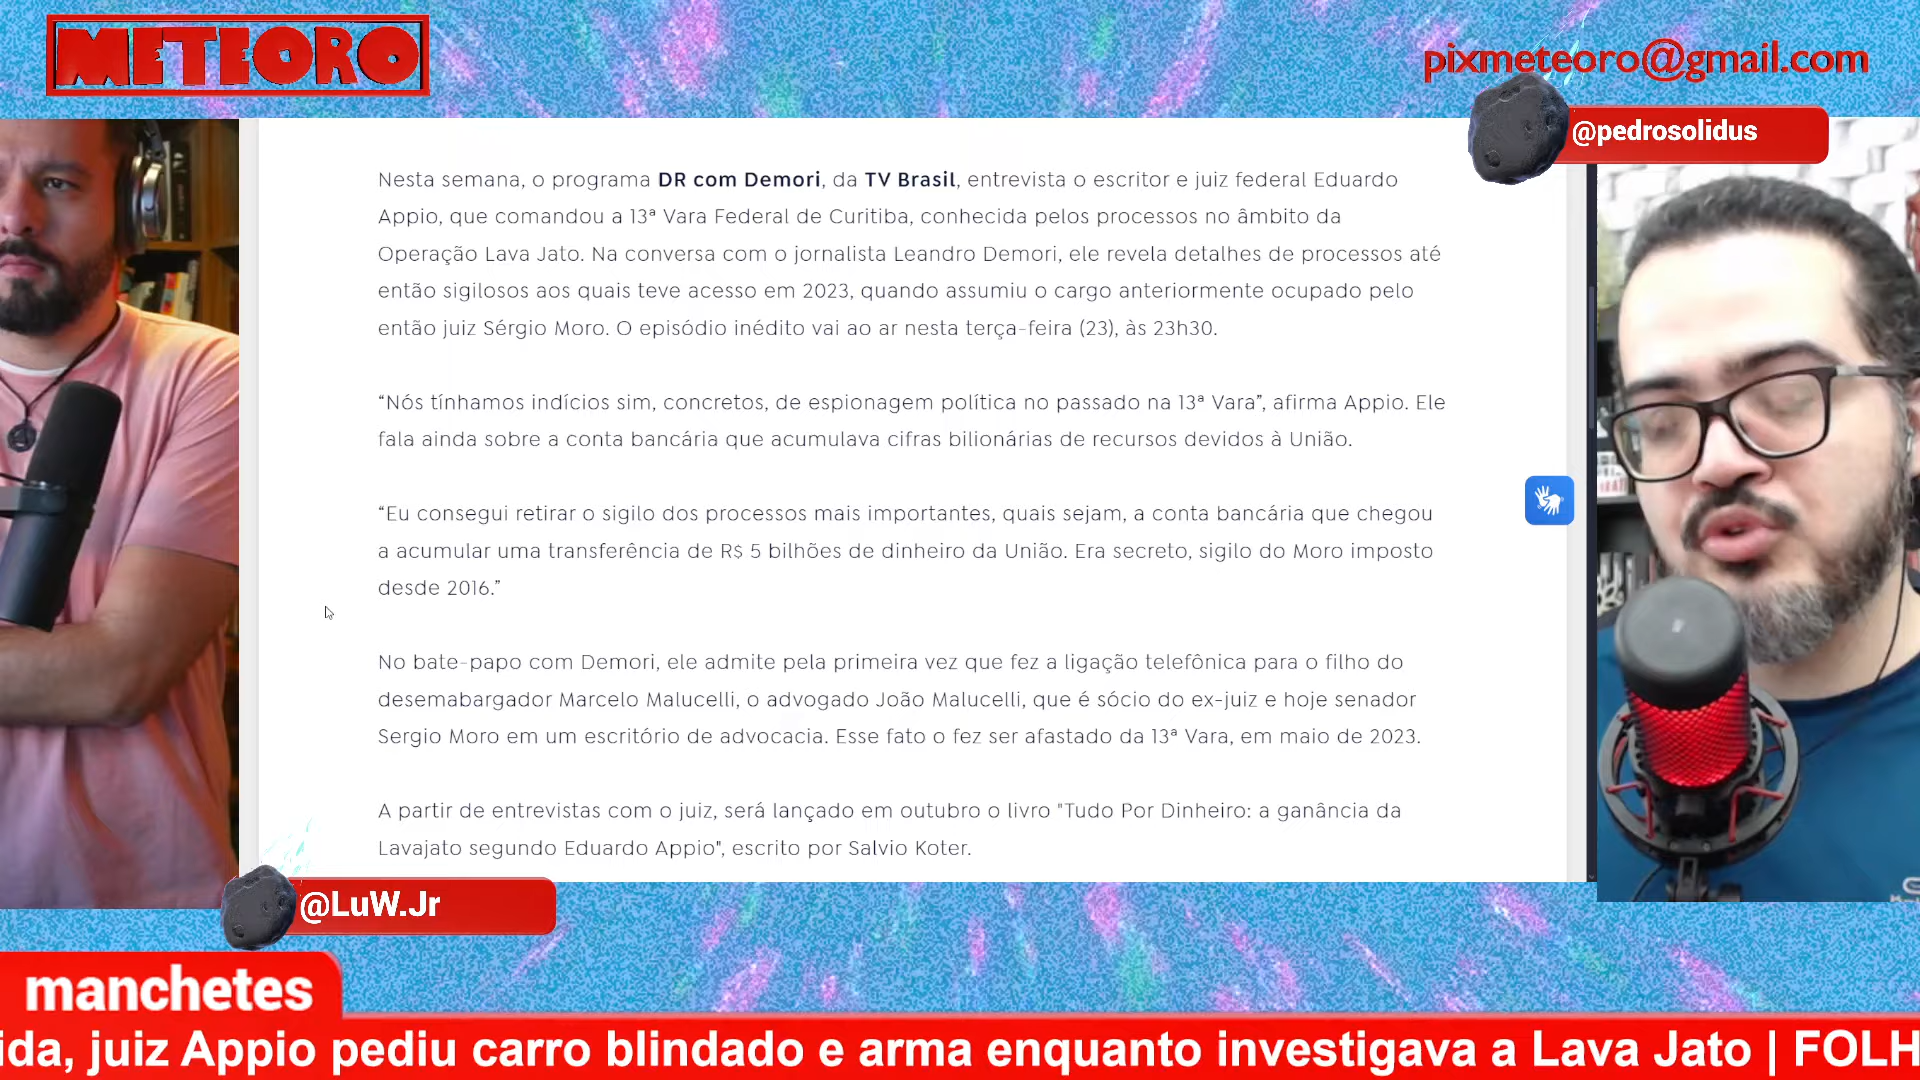 METEORO
pixmeteoro@gmail.com
@pedrosolidus
Nesta semana, o programa DR com Demori, da TV Brasil, entrevista o escritor e juiz federal Eduardo
Appio, que comandou a 13ª Vara Federal de Curitiba, conhecida pelos processos no âmbito da
Operação Lava Jato. Na conversa com o jornalista Leandro Demori, ele revela detalhes de processos até
então sigilosos aos quais teve acesso em 2023, quando assumiu o cargo anteriormente ocupado pelo
então juiz Sérgio Moro. O episódio inédito vai ao ar nesta terça-feira (23), às 23h30.
“Nós tínhamos indícios sim, concretos, de espionagem política no passado na 13ª Vara”, afirma Appio. Ele
fala ainda sobre a conta bancária que acumulava cifras bilionárias de recursos devidos à União.
“Eu consegui retirar o sigilo dos processos mais importantes, quais sejam, a conta bancária que chegou
a acumular uma transferência de R$ 5 bilhões de dinheiro da União. Era secreto, sigilo do Moro imposto
desde 2016.”
No bate-papo com Demori, ele admite pela primeira vez que fez a ligação telefônica para o filho do
desemabargador Marcelo Malucelli, o advogado João Malucelli, que é sócio do ex-juiz e hoje senador
Sergio Moro em um escritório de advocacia. Esse fato o fez ser afastado da 13ª Vara, em maio de 2023.
A partir de entrevistas com o juiz, será lançado em outubro o livro "Tudo Por Dinheiro: a ganância da
Lavajato segundo Eduardo Appio", escrito por Salvio Koter.
@LuW.Jr
manchetes
ida, juiz Appio pediu carro blindado e arma enquanto investigava a Lava Jato | FOLH